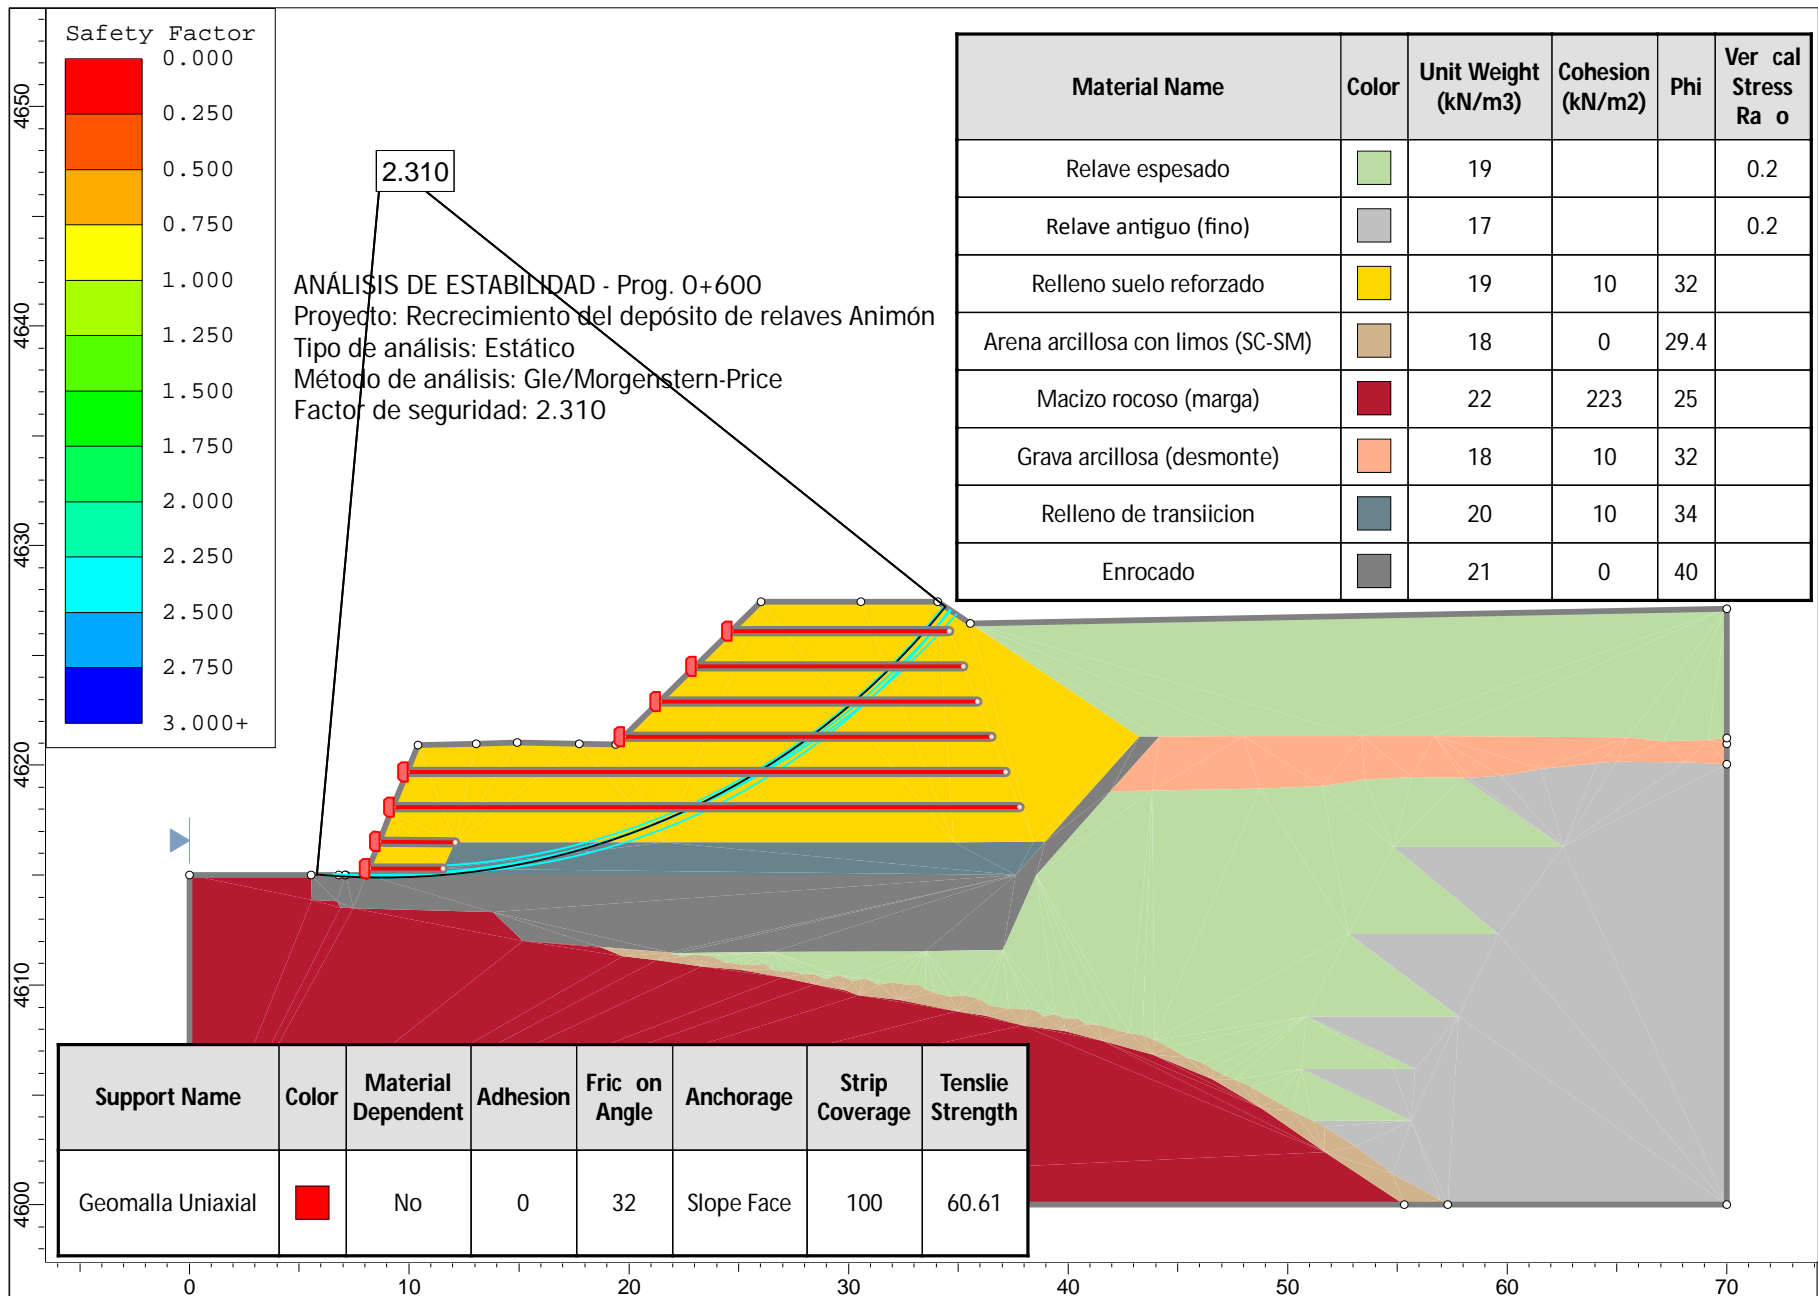 Safety Factor
0.000
0.250
0.500
0.750
1.000
1.250
1.500
1.750
2.000
2.250
2.500
2.750
3.000+
2.310
ANÁLISIS DE ESTABILIDAD - Prog. 0+600
Proyecto: Recrecimiento del depósito de relaves Animón
Tipo de análisis: Estático
Método de análisis: Gle/Morgenstern-Price
Factor de seguridad: 2.310
Material Name Color Unit Weight (kN/m3) Cohesion (kN/m2) Phi Ver cal Stress Ra o
Relave espesado 19 0.2
Relave antiguo (fino) 17 0.2
Relleno suelo reforzado 19 10 32
Arena arcillosa con limos (SC-SM) 18 0 29.4
Macizo rocoso (marga) 22 223 25
Grava arcillosa (desmonte) 18 10 32
Relleno de transiicion 20 10 34
Enrocado 21 0 40
Support Name Color Material Dependent Adhesion Fric on Angle Anchorage Strip Coverage Tenslie Strength
Geomalla Uniaxial No 0 32 Slope Face 100 60.61
4650
4640
4630
4620
4610
4600
0 10 20 30 40 50 60 70